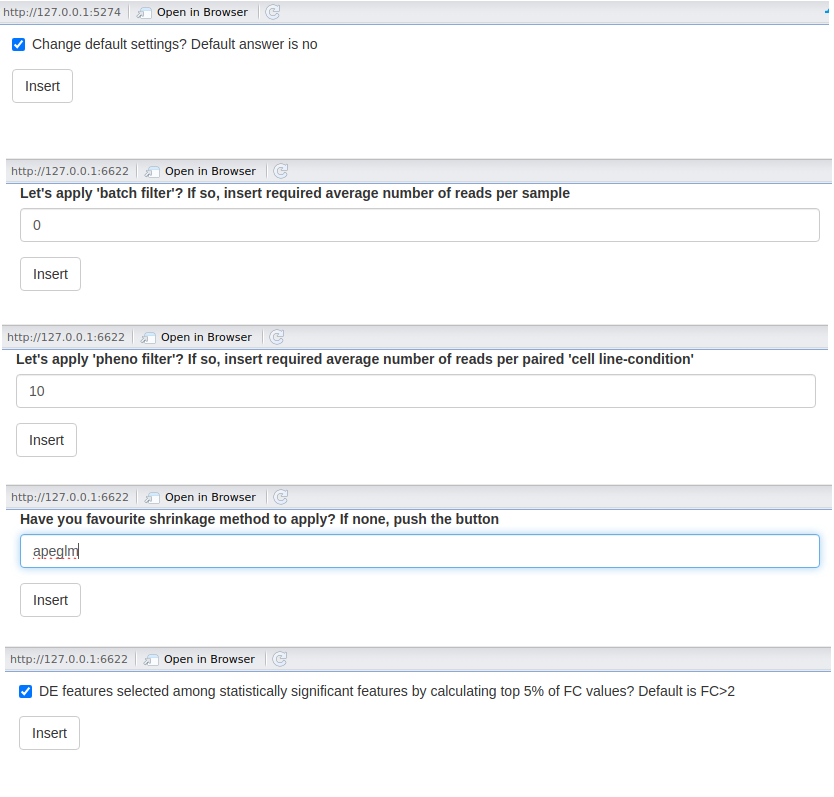 http://127.0.0.1:5274 Open in Browser
Change default settings? Default answer is no
Insert
http://127.0.0.1:6622 Open in Browser
Let's apply 'batch filter'? If so, insert required average number of reads per sample
0
Insert
http://127.0.0.1:6622 Open in Browser
Let's apply 'pheno filter'? If so, insert required average number of reads per paired 'cell line-condition'
10
Insert
http://127.0.0.1:6622 Open in Browser
Have you favourite shrinkage method to apply? If none, push the button
apeglm
Insert
http://127.0.0.1:6622 Open in Browser
DE features selected among statistically significant features by calculating top 5% of FC values? Default is FC>2
Insert